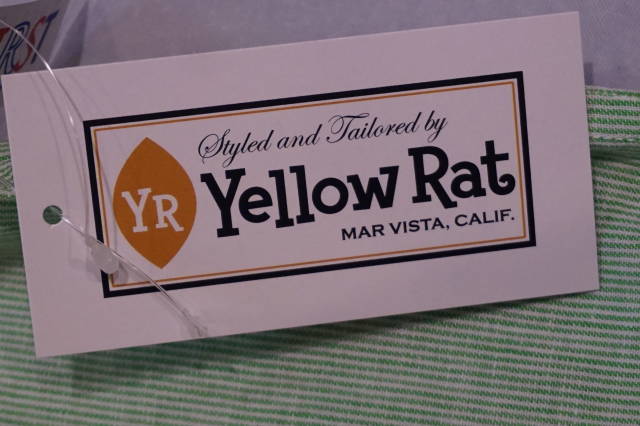 Styled and Tailored by
YR
Yellow Rat
MAR VISTA, CALIF.